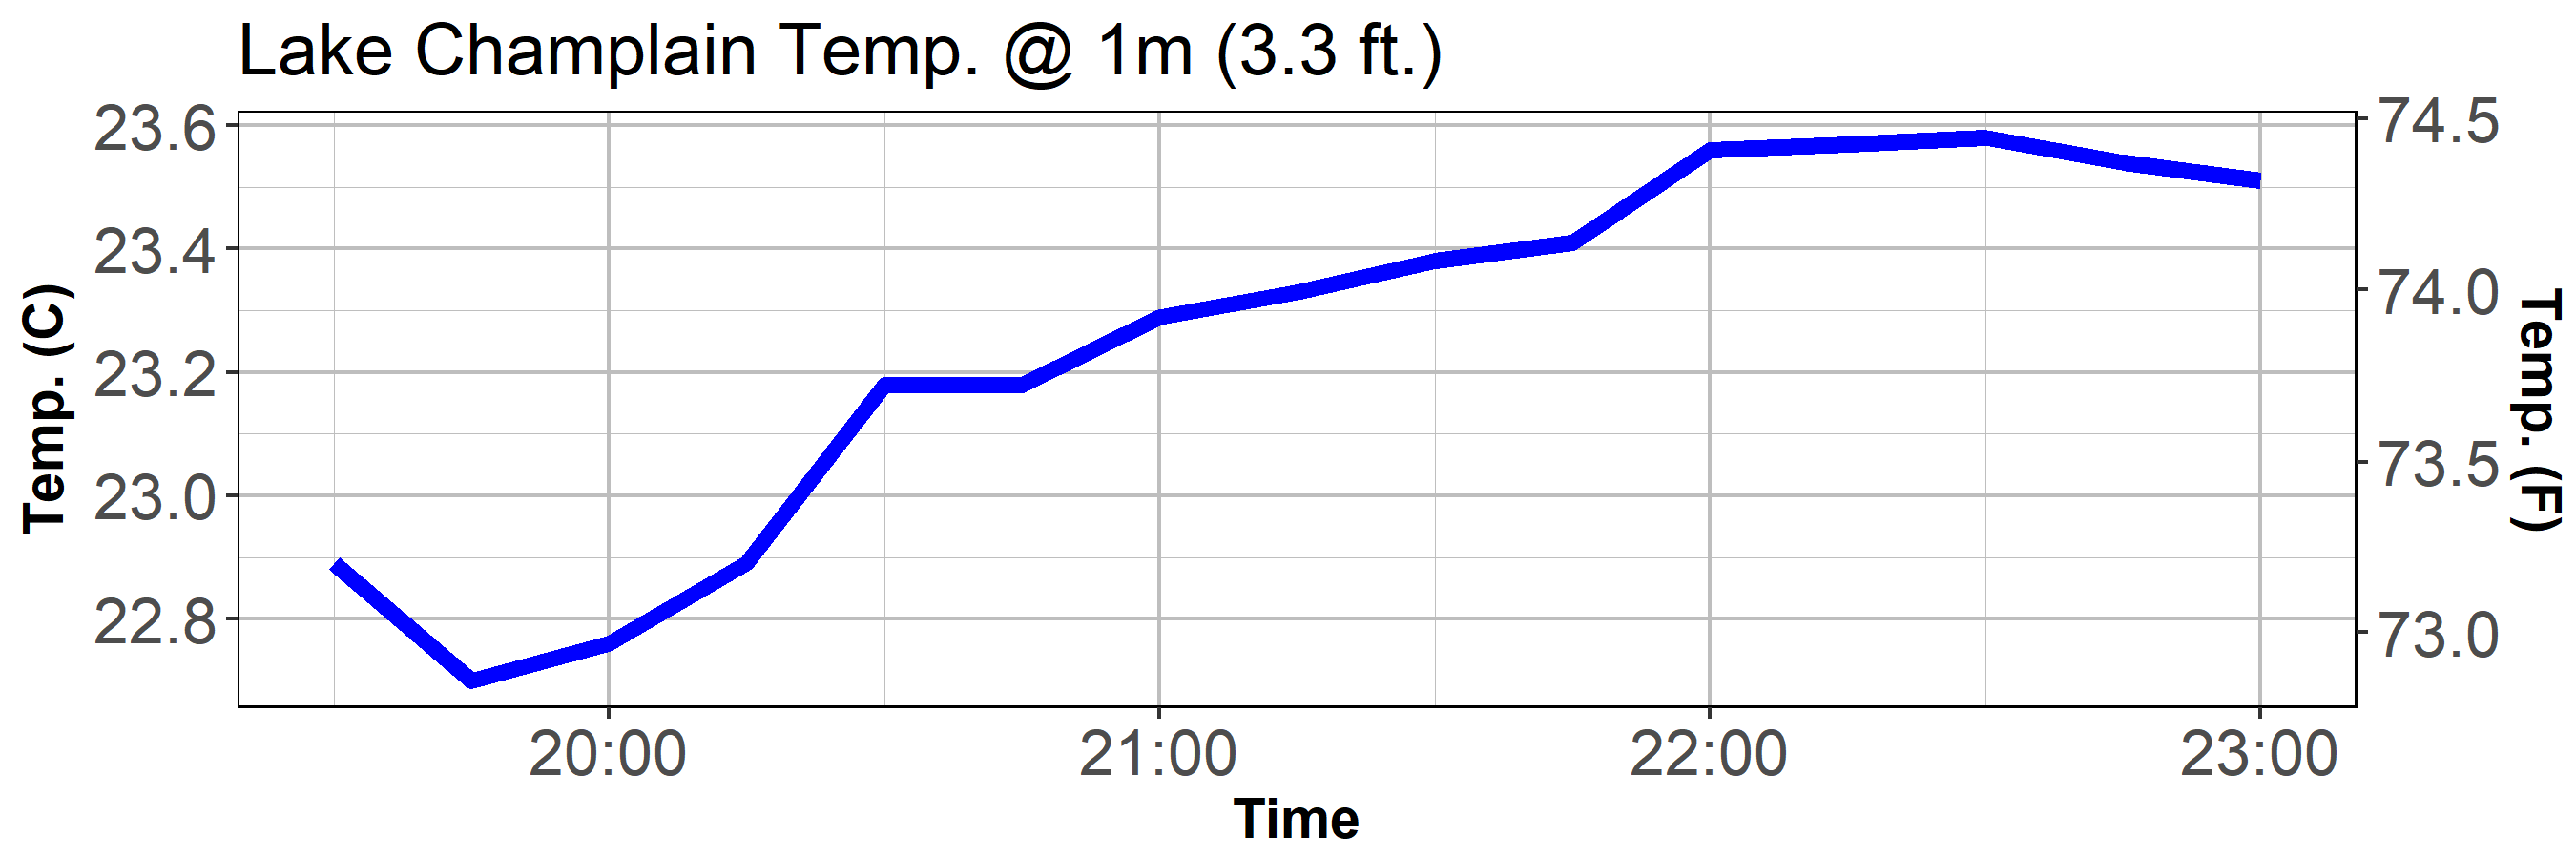 Lake Champlain Temp. @ 1m (3.3 ft.)
23.6
23.4
23.2
23.0
22.8
Temp. (C)
74.5
74.0
73.5
73.0
Temp. (F)
20:00 21:00 22:00 23:00
Time